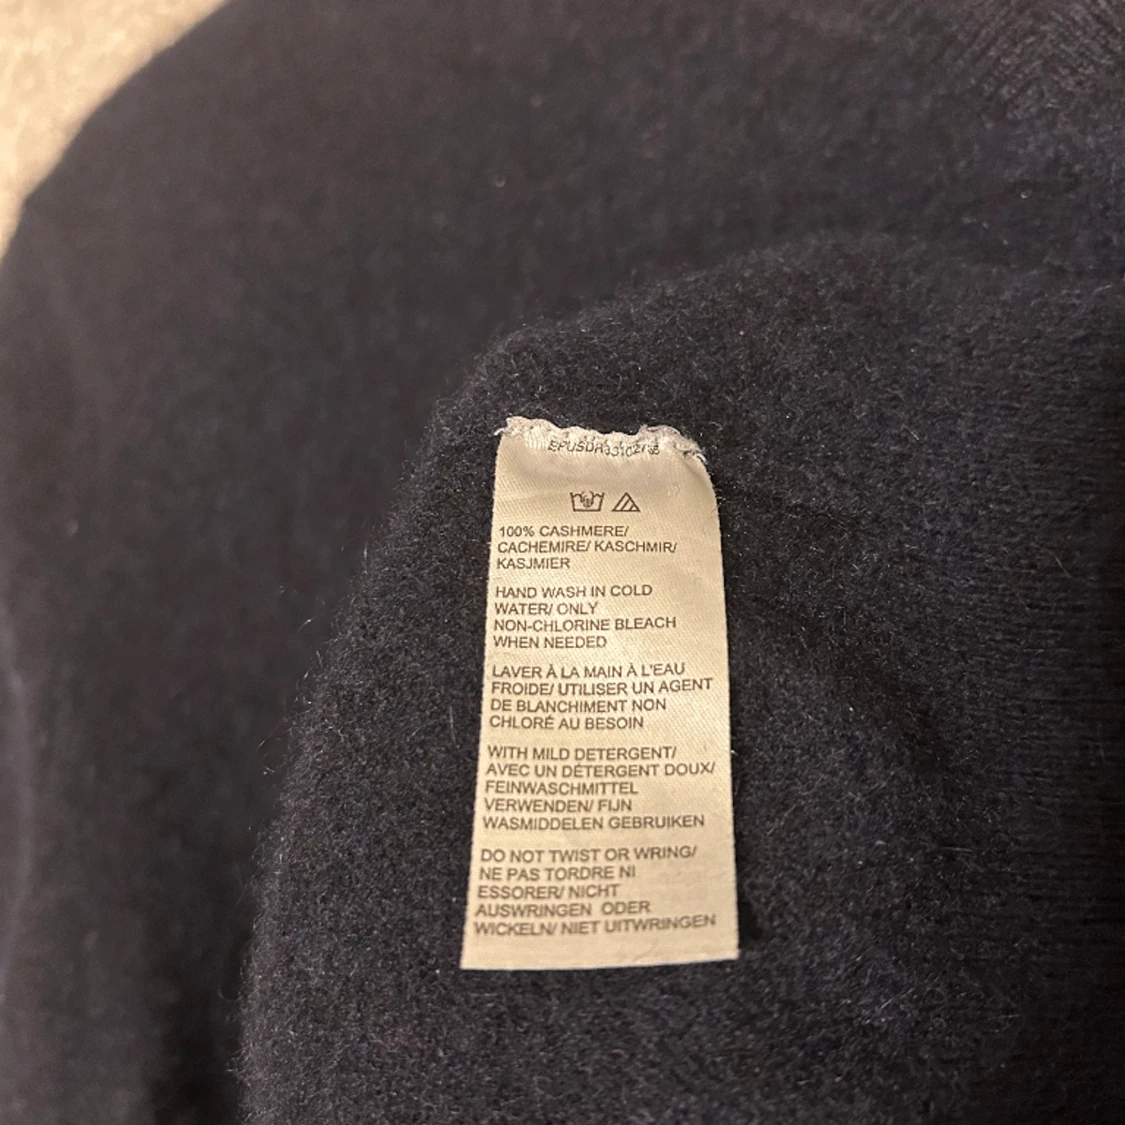 100% CASHMERE/
CACHEMIRE/ KASCHMIR/
KASJMIER
HAND WASH IN COLD
WATER/ ONLY
NON-CHLORINE BLEACH
WHEN NEEDED
LAVER À LA MAIN À L'EAU
FROIDE/ UTILISER UN AGENT
DE BLANCHIMENT NON
CHLORÉ AU BESOIN
WITH MILD DETERGENT/
AVEC UN DÉTERGENT DOUX/
FEINWASCHMITTEL
VERWENDEN/ FIJN
WASMIDDELEN GEBRUIKEN
DO NOT TWIST OR WRING/
NE PAS TORDRE NI
ESSORER/ NICHT
AUSWRINGEN ODER
WICKELN/ NIET UITWRINGEN